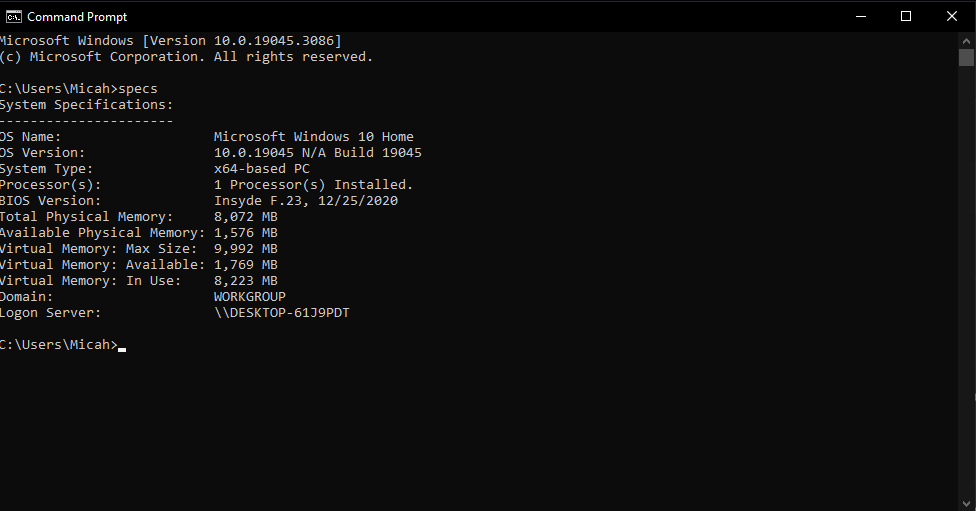 Command Prompt
Microsoft Windows [Version 10.0.19045.3086]
(c) Microsoft Corporation. All rights reserved.
C:\Users\Micah>specs
System Specifications:
----------------------
OS Name:                   Microsoft Windows 10 Home
OS Version:                10.0.19045 N/A Build 19045
System Type:               x64-based PC
Processor(s):              1 Processor(s) Installed.
BIOS Version:              Insyde F.23, 12/25/2020
Total Physical Memory:     8,072 MB
Available Physical Memory: 1,576 MB
Virtual Memory: Max Size:  9,992 MB
Virtual Memory: Available: 1,769 MB
Virtual Memory: In Use:    8,223 MB
Domain:                    WORKGROUP
Logon Server:              \\DESKTOP-61J9PDT
C:\Users\Micah>